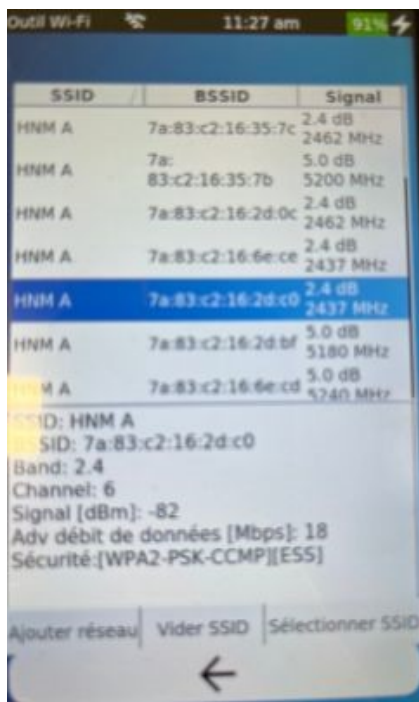 Outil Wi-Fi 11:27 am 91%
SSID BSSID Signal
HNM A 7a:83:c2:16:35:7c 2.4 dB
2462 MHz
HNM A 7a:
83:c2:16:35:7b 5.0 dB
5200 MHz
HNM A 7a:83:c2:16:2d:0c 2.4 dB
2462 MHz
HNM A 7a:83:c2:16:6e:ce 2.4 dB
2437 MHz
HNM A 7a:83:c2:16:2d:c0 2.4 dB
2437 MHz
HNM A 7a:83:c2:16:2d:bf 5.0 dB
5180 MHz
HNM A 7a:83:c2:16:6e:cd 5.0 dB
5240 MHz
SSID: HNM A
BSSID: 7a:83:c2:16:2d:c0
Band: 2.4
Channel: 6
Signal [dBm]: -82
Adv débit de données [Mbps]: 18
Sécurité:[WPA2-PSK-CCMP][ESS]
Ajouter réseau Vider SSID Sélectionner SSID